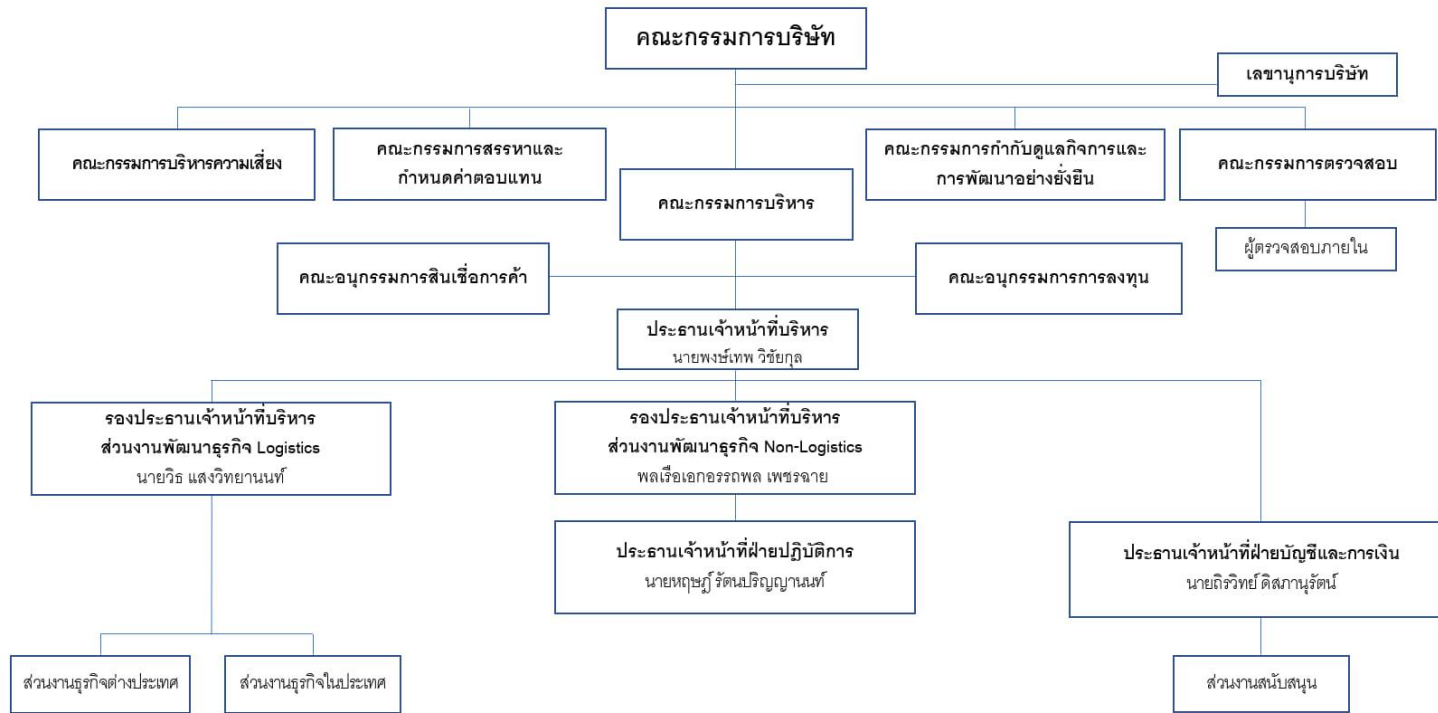 คณะกรรมการบริษัท
เลขานุการบริษัท
คณะกรรมการบริหารความเสี่ยง
คณะกรรมการสรรหาและ
กำหนดค่าตอบแทน
คณะกรรมการบริหาร
คณะกรรมการกำกับดูแลกิจการและ
การพัฒนาอย่างยั่งยืน
คณะกรรมการตรวจสอบ
ผู้ตรวจสอบภายใน
คณะอนุกรรมการสินเชื่อการค้า
คณะอนุกรรมการการลงทุน
ประธานเจ้าหน้าที่บริหาร
นายพงษ์เทพ วิชัยกุล
รองประธานเจ้าหน้าที่บริหาร
ส่วนงานพัฒนาธุรกิจ Logistics
นายวิธ แสงวิทยานนท์
รองประธานเจ้าหน้าที่บริหาร
ส่วนงานพัฒนาธุรกิจ Non-Logistics
พลเรือเอกอรรถพล เพชรฉาย
ประธานเจ้าหน้าที่ฝ่ายปฏิบัติการ
นายหฤษฎ์ รัตนปริญญานนท์
ประธานเจ้าหน้าที่ฝ่ายบัญชีและการเงิน
นายถิรวิทย์ ดิสภานุรัตน์
ส่วนงานธุรกิจต่างประเทศ
ส่วนงานธุรกิจในประเทศ
ส่วนงานสนับสนุน